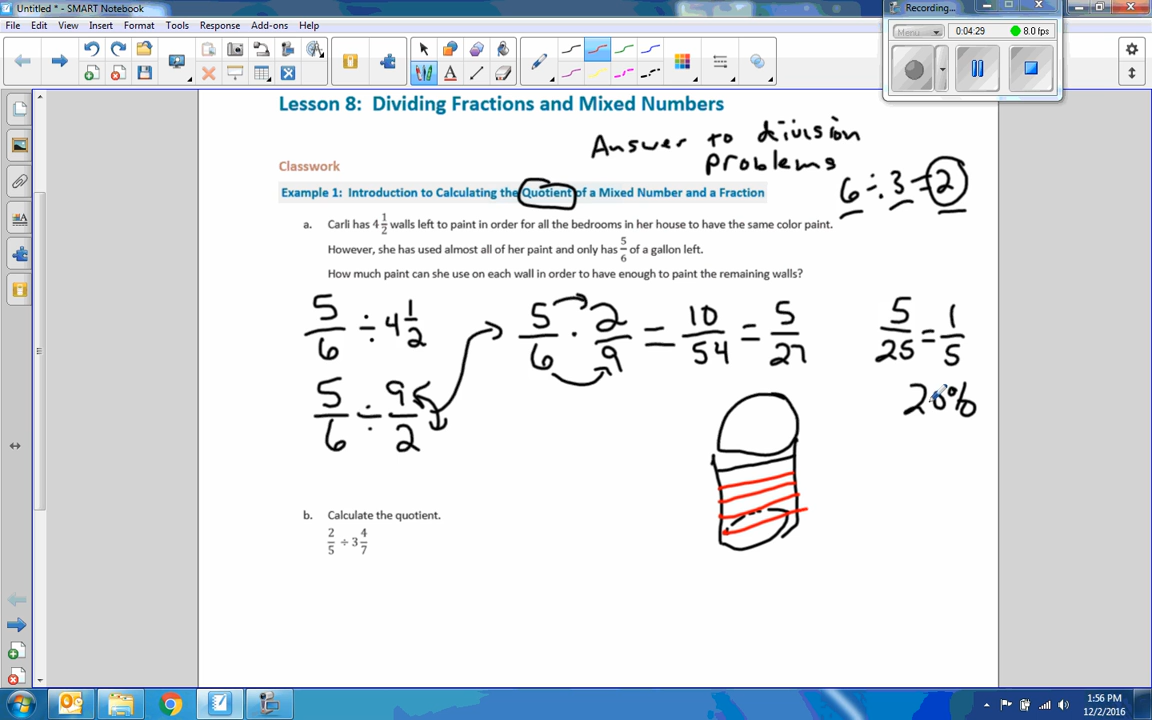 Untitled * - SMART Notebook
Recording...
File Edit View Insert Format Tools Response Add-ons Help
Menu
0:04:29
8.0 fps
Lesson 8: Dividing Fractions and Mixed Numbers
Answer to division
problems
Classwork
6 ÷ 3 = 2
Example 1: Introduction to Calculating the Quotient of a Mixed Number and a Fraction
a. Carli has 4 1/2 walls left to paint in order for all the bedrooms in her house to have the same color paint.
However, she has used almost all of her paint and only has 5/6 of a gallon left.
How much paint can she use on each wall in order to have enough to paint the remaining walls?
5/6 ÷ 4 1/2
5/6 · 2/9 = 10/54 = 5/27
5/25 = 1/5
5/6 ÷ 9/2
20%
b. Calculate the quotient.
2/5 ÷ 3 4/7
1:56 PM
12/2/2016